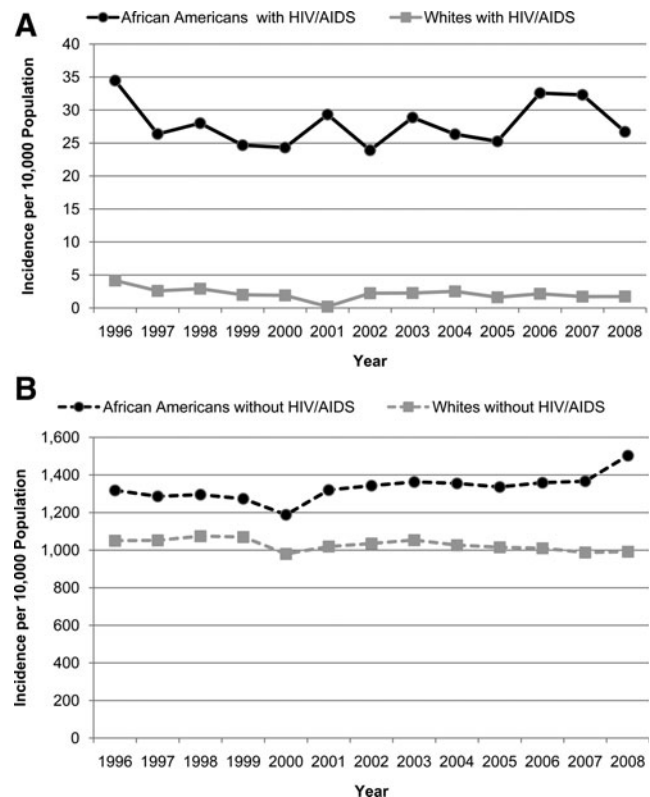 A
African Americans with HIV/AIDS Whites with HIV/AIDS
Incidence per 10,000 Population
40
35
30
25
20
15
10
5
0
1996 1997 1998 1999 2000 2001 2002 2003 2004 2005 2006 2007 2008
Year
B
African Americans without HIV/AIDS Whites without HIV/AIDS
Incidence per 10,000 Population
1,600
1,400
1,200
1,000
800
600
400
200
0
1996 1997 1998 1999 2000 2001 2002 2003 2004 2005 2006 2007 2008
Year